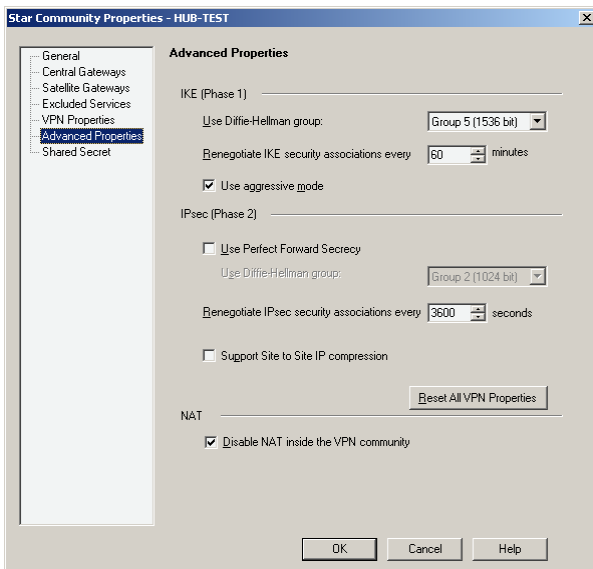 Star Community Properties - HUB-TEST
General
Central Gateways
Satellite Gateways
Excluded Services
VPN Properties
Advanced Properties
Shared Secret
Advanced Properties
IKE (Phase 1)
Use Diffie-Hellman group: Group 5 (1536 bit)
Renegotiate IKE security associations every 60 minutes
Use aggressive mode
IPsec (Phase 2)
Use Perfect Forward Secrecy
Use Diffie-Hellman group: Group 2 (1024 bit)
Renegotiate IPsec security associations every 3600 seconds
Support Site to Site IP compression
Reset All VPN Properties
NAT
Disable NAT inside the VPN community
OK Cancel Help